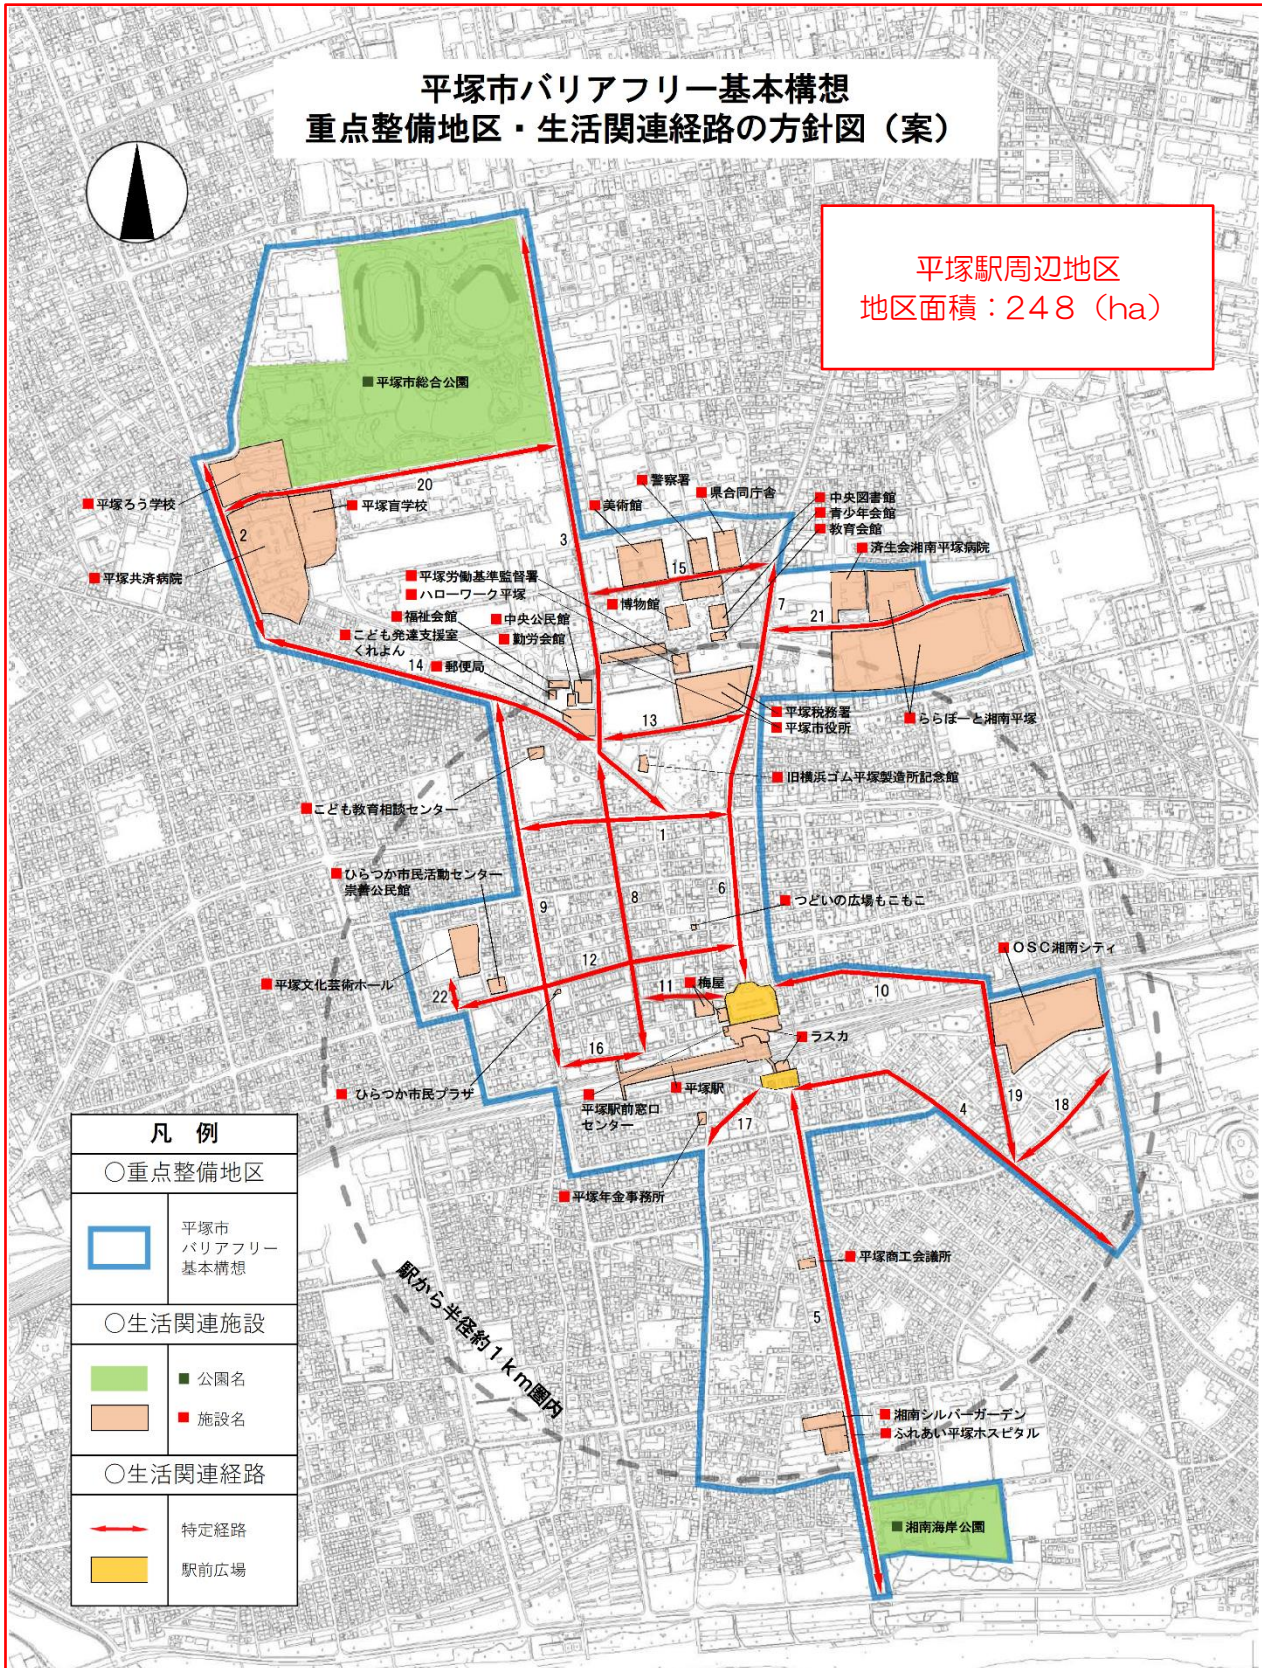 平塚市バリアフリー基本構想
重点整備地区・生活関連経路の方針図（案）
平塚駅周辺地区
地区面積：248（ha）
■平塚市総合公園
■平塚ろう学校
20
■平塚盲学校
2
■平塚共済病院
3
■美術館
■警察署
■県合同庁舎
■中央図書館
■青少年会館
■教育会館
■済生会湘南平塚病院
15
■博物館
7
21
■平塚労働基準監督署
■ハローワーク平塚
■福祉会館
■中央公民館
■こども発達支援室
くれよん
■勤労会館
14
■郵便局
13
■平塚税務署
■平塚市役所
■ららぽーと湘南平塚
■旧横浜ゴム平塚製造所記念館
■こども教育相談センター
1
■ひらつか市民活動センター
崇善公民館
9
8
6
■つどいの広場もこもこ
■OSC湘南シティ
12
■平塚文化芸術ホール
22
11
■梅屋
10
■ラスカ
16
■ひらつか市民プラザ
■平塚駅前窓口
センター
■平塚駅
17
4
19
18
■平塚年金事務所
■平塚商工会議所
5
駅から半径約1km圏内
■湘南シルバーガーデン
■ふれあい平塚ホスピタル
■湘南海岸公園
凡 例
○重点整備地区
平塚市
バリアフリー
基本構想
○生活関連施設
■公園名
■施設名
○生活関連経路
特定経路
駅前広場